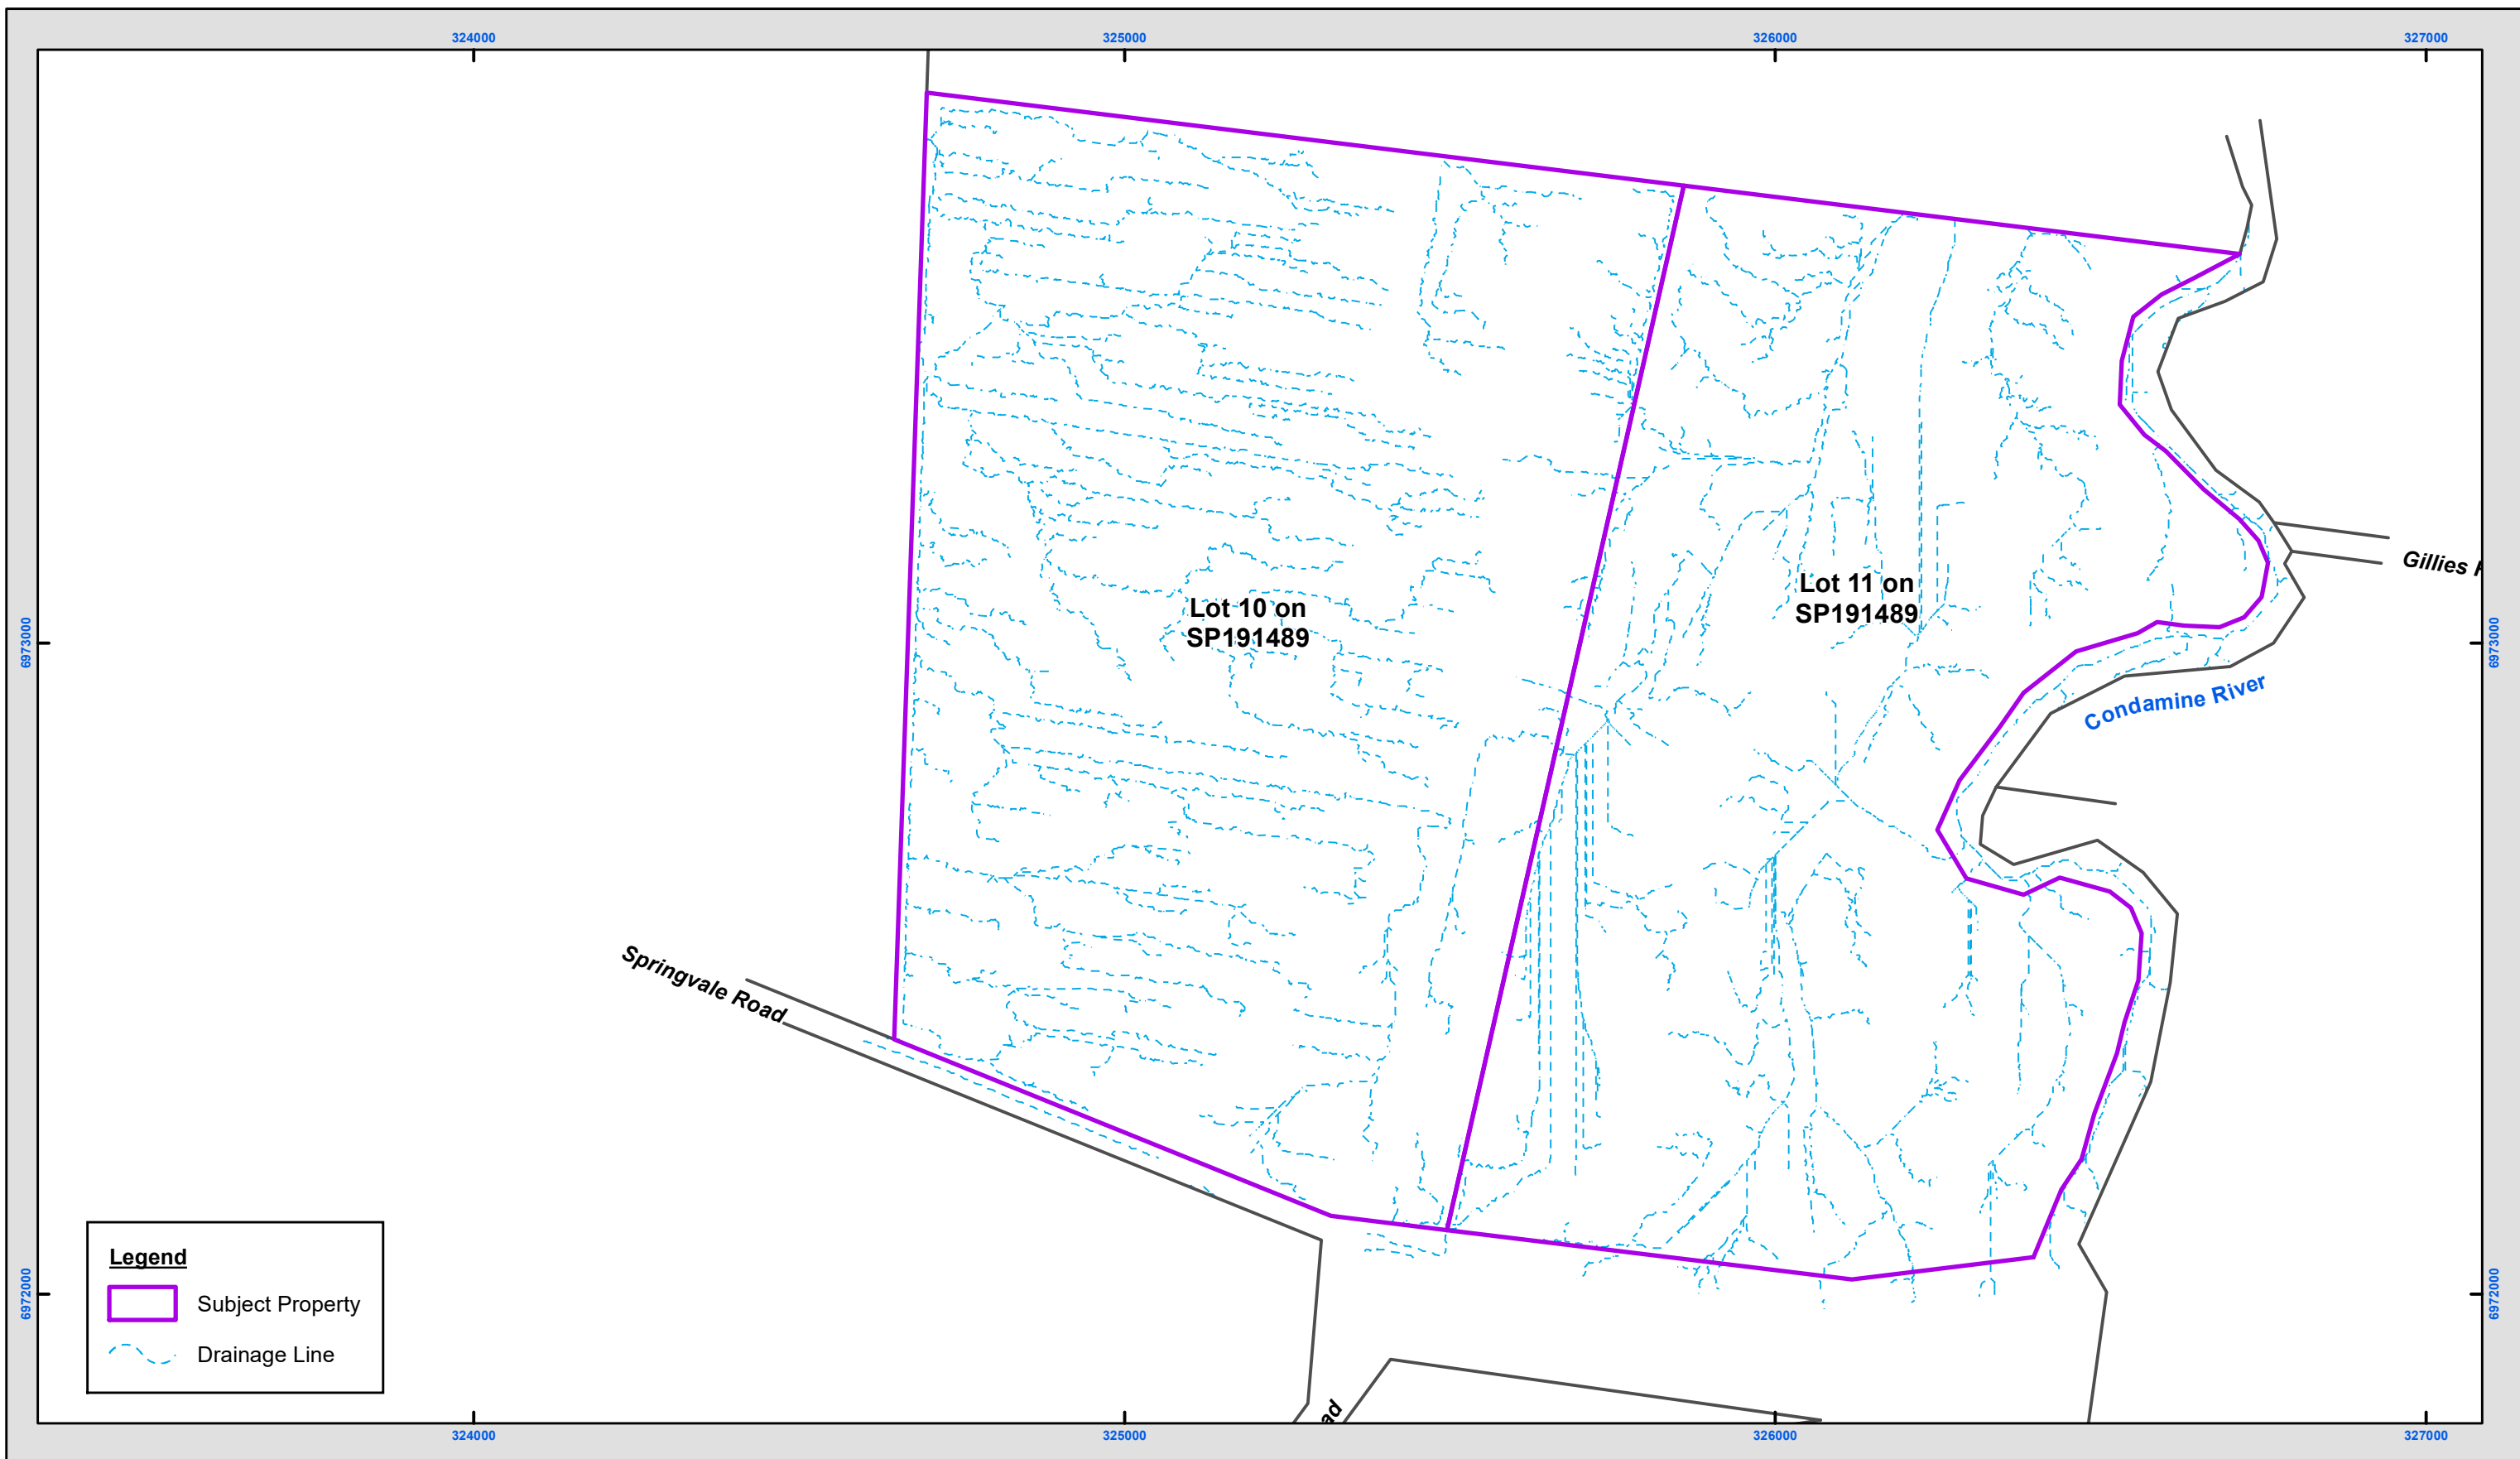 324000
325000
326000
327000
Gillies
Lot 11 on
SP191489
Lot 10 on
SP191489
6973000
6973000
Condamine River
Springvale Road
Legend
Subject Property
Drainage Line
6972000
6972000
ad
324000
325000
326000
327000